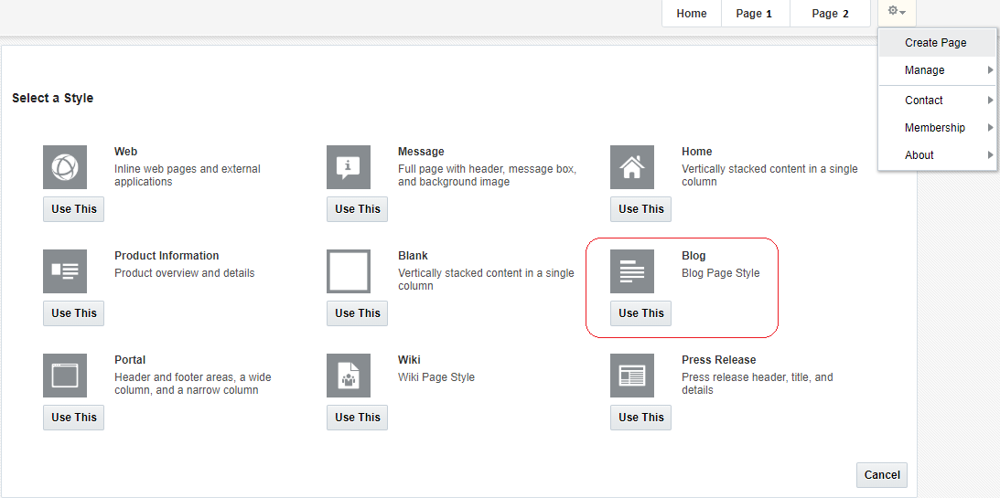 Home Page 1 Page 2
Create Page
Manage
Contact
Membership
About
Select a Style
Web
Inline web pages and external
applications
Use This
Message
Full page with header, message box,
and background image
Use This
Home
Vertically stacked content in a single
column
Use This
Product Information
Product overview and details
Use This
Blank
Vertically stacked content in a single
column
Use This
Blog
Blog Page Style
Use This
Portal
Header and footer areas, a wide
column, and a narrow column
Use This
Wiki
Wiki Page Style
Use This
Press Release
Press release header, title, and
details
Use This
Cancel